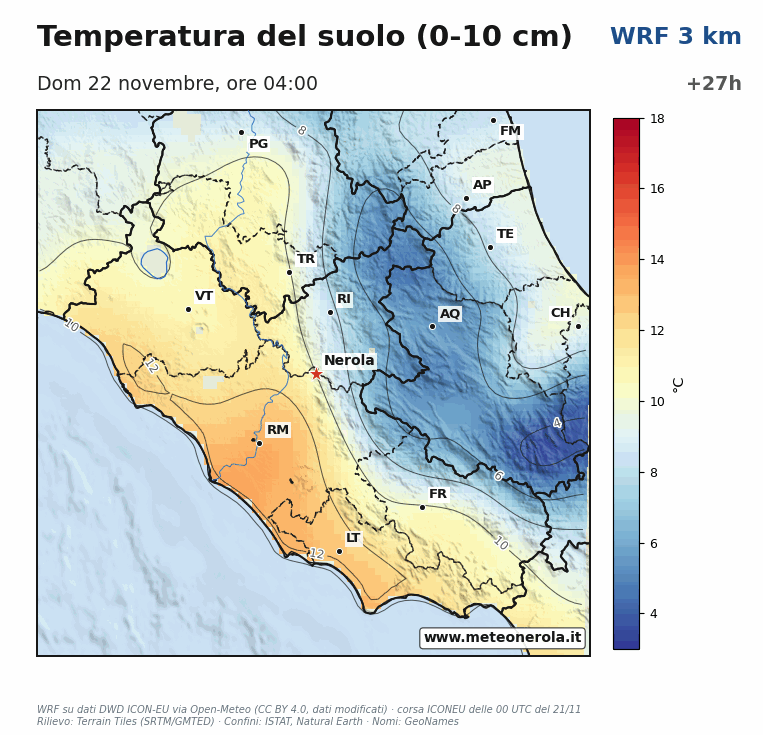 Temperatura del suolo (0-10 cm)
WRF 3 km
Dom 22 novembre, ore 04:00
+27h
8
FM
PG
AP
8
TE
TR
RI
VT
AQ
CH.
10
Nerola
12
4
RM
6
FR
10
LT
12
www.meteonerola.it
18
16
14
12
10
8
6
4
°C
WRF su dati DWD ICON-EU via Open-Meteo (CC BY 4.0, dati modificati) · corsa ICONEU delle 00 UTC del 21/11
Rilievo: Terrain Tiles (SRTM/GMTED) · Confini: ISTAT, Natural Earth · Nomi: GeoNames